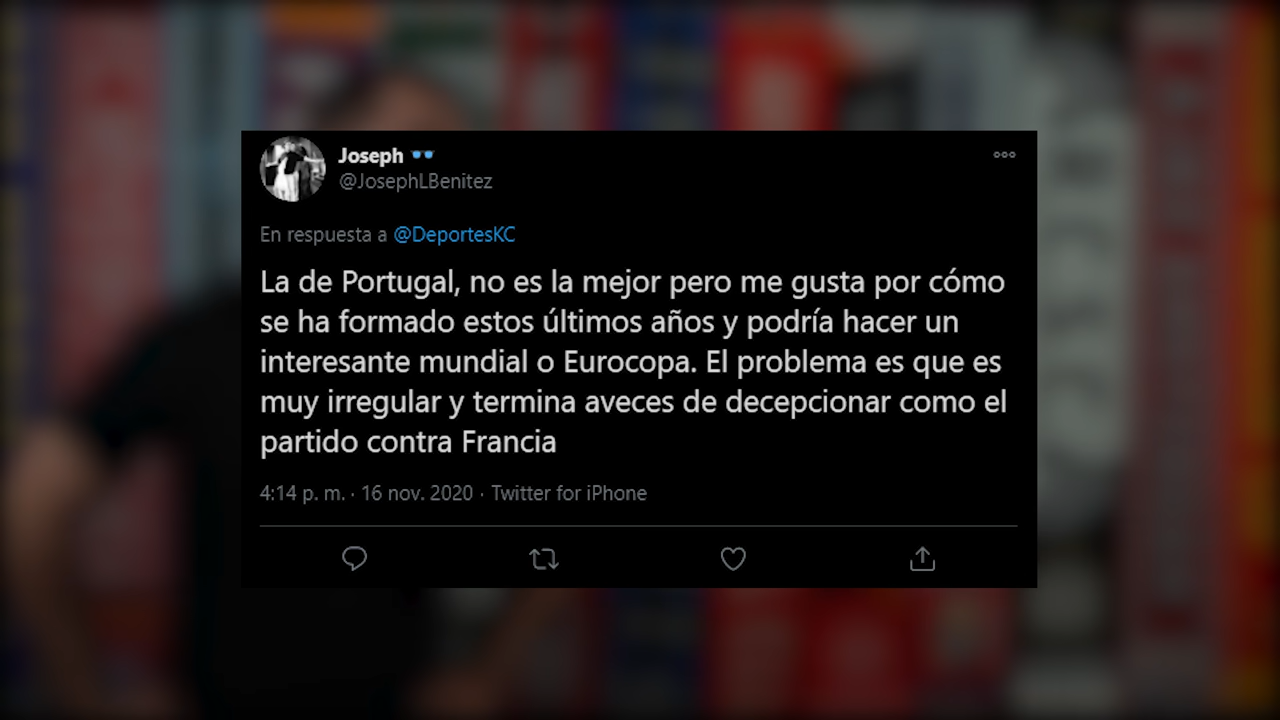 Joseph 🕶️
@JosephLBenitez
En respuesta a @DeportesKC
La de Portugal, no es la mejor pero me gusta por cómo
se ha formado estos últimos años y podría hacer un
interesante mundial o Eurocopa. El problema es que es
muy irregular y termina aveces de decepcionar como el
partido contra Francia
4:14 p. m. · 16 nov. 2020 · Twitter for iPhone